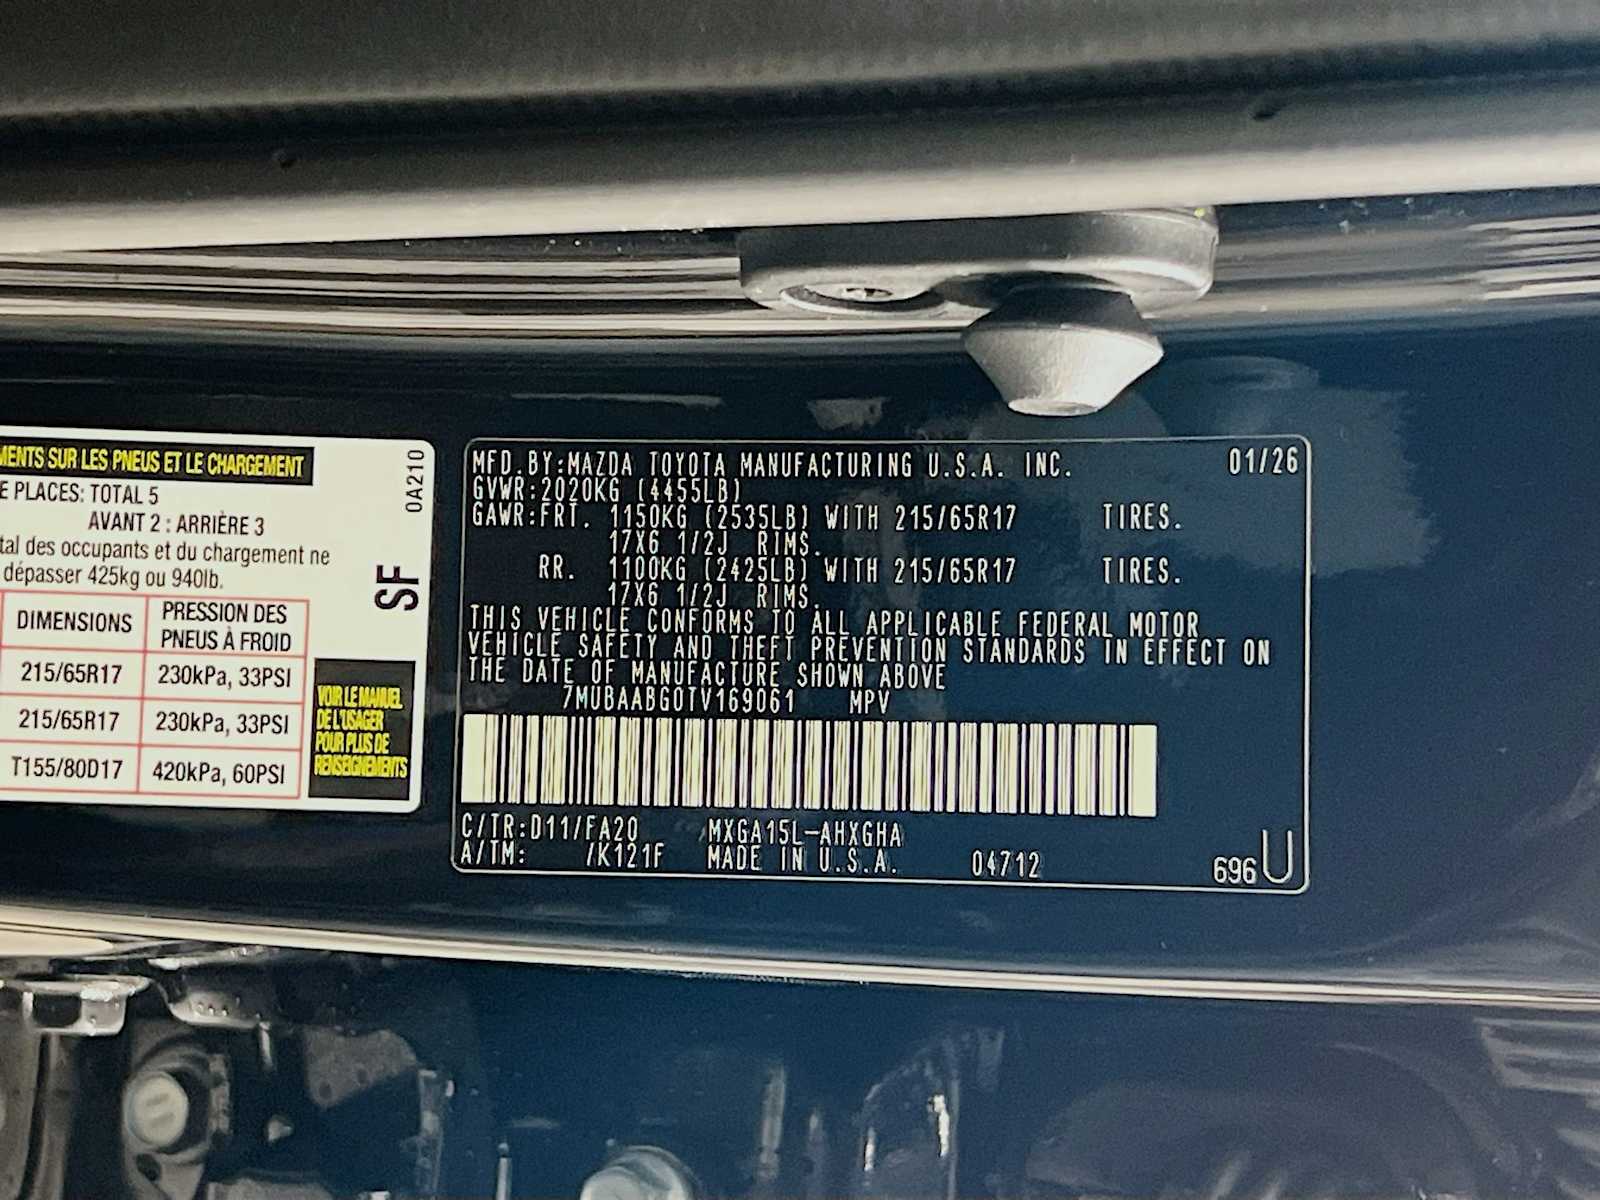 MENTS SUR LES PNEUS ET LE CHARGEMENT
E PLACES: TOTAL 5
AVANT 2 : ARRIÈRE 3
tal des occupants et du chargement ne
dépasser 425kg ou 940lb.
DIMENSIONS PRESSION DES PNEUS À FROID
215/65R17 230kPa, 33PSI
215/65R17 230kPa, 33PSI
T155/80D17 420kPa, 60PSI
0A210
SF
VOIR LE MANUEL
DE L'USAGER
POUR PLUS DE
RENSEIGNEMENTS
MFD.BY:MAZDA TOYOTA MANUFACTURING U.S.A. INC. 01/26
GVWR:2020KG (4455LB)
GAWR:FRT. 1150KG (2535LB) WITH 215/65R17 TIRES.
17X6 1/2J RIMS.
RR. 1100KG (2425LB) WITH 215/65R17 TIRES.
17X6 1/2J RIMS.
THIS VEHICLE CONFORMS TO ALL APPLICABLE FEDERAL MOTOR
VEHICLE SAFETY AND THEFT PREVENTION STANDARDS IN EFFECT ON
THE DATE OF MANUFACTURE SHOWN ABOVE
7MUBAABG0TV169061 MPV
C/TR:D11/FA20 MXGA15L-AHXGHA
A/TM: /K121F MADE IN U.S.A. 04712 696 U